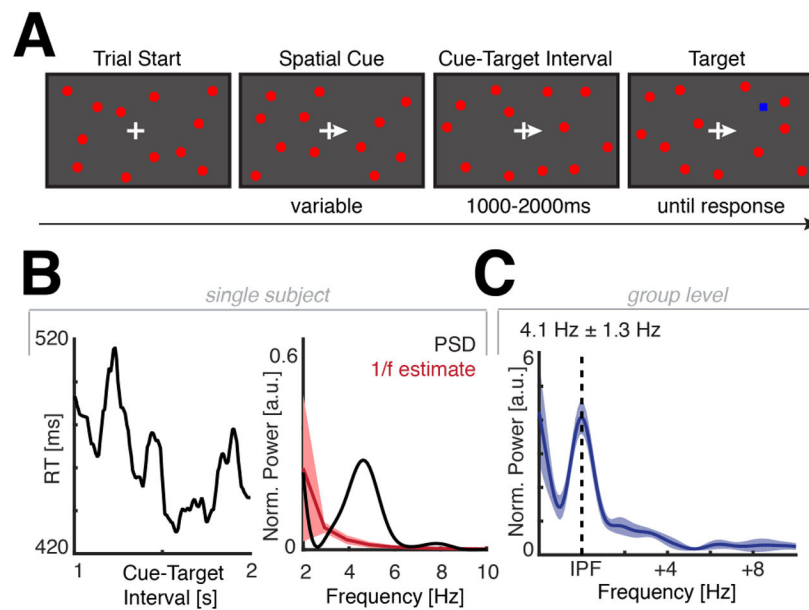 A
Trial Start
Spatial Cue
Cue-Target Interval
Target
variable
1000-2000ms
until response
B
single subject
520
RT [ms]
420
1
2
Cue-Target
Interval [s]
PSD
1/f estimate
0.6
Norm. Power [a.u.]
0
2
4
6
8
10
Frequency [Hz]
C
group level
4.1 Hz ± 1.3 Hz
6
Norm. Power [a.u.]
0
IPF
+4
+8
Frequency [Hz]